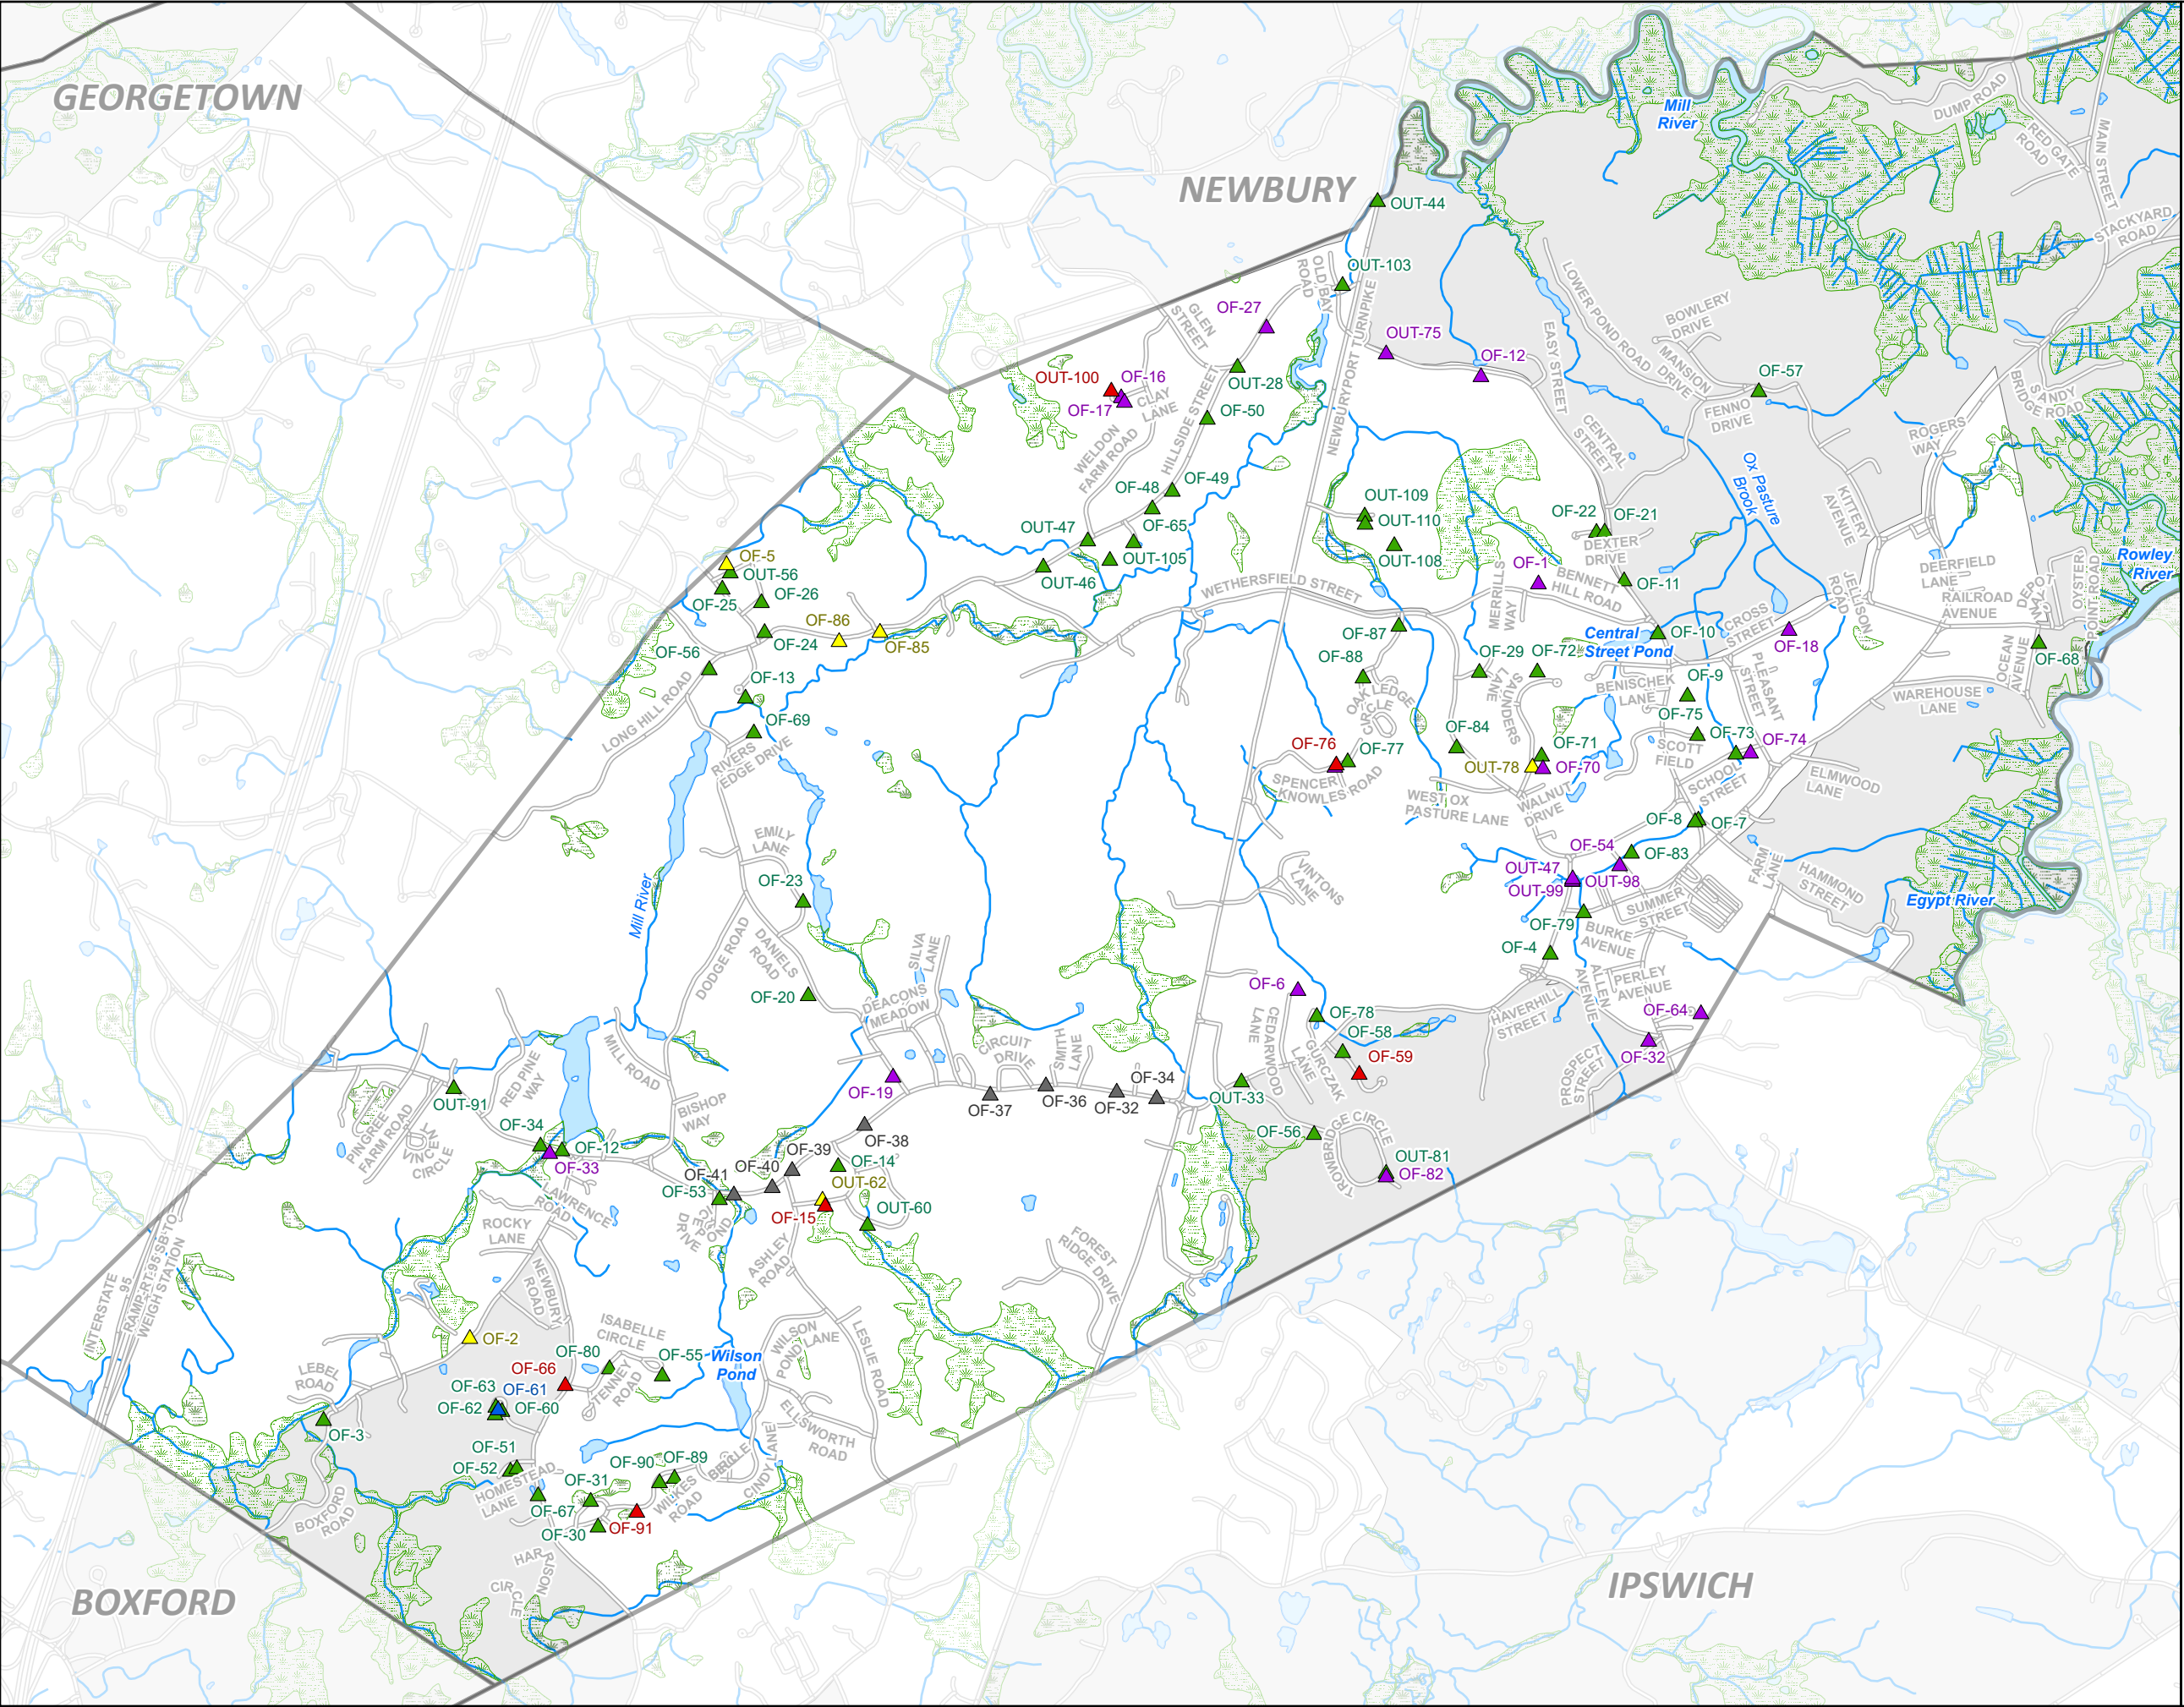 GEORGETOWN
NEWBURY
BOXFORD
IPSWICH
Mill
River
DUMP ROAD
RED GATE
ROAD
MAIN STREET
STACKYARD
ROAD
OUT-44
OUT-103
OLD BAY
ROAD
NEWBURYPORT TURNPIKE
OF-27
GLEN
STREET
OUT-75
OF-12
EASY STREET
LOWER POND ROAD
BOWLERY
DRIVE
MANSION
DRIVE
OF-57
FENNO
DRIVE
SANDY
BRIDGE ROAD
ROGERS
WAY
OUT-100
OF-16
OF-17
CLAY
LANE
OUT-28
OF-50
HILLSIDE STREET
WELDON
FARM ROAD
CENTRAL
STREET
Ox Pasture
Brook
KITTERY
AVENUE
OF-48
OF-49
OF-65
OUT-47
OUT-105
OUT-46
OUT-109
OUT-110
OUT-108
OF-22
OF-21
DEXTER
DRIVE
OF-1
BENNETT
HILL ROAD
OF-11
MERRILLS
WAY
DEERFIELD
LANE
RAILROAD
AVENUE
DEPOT
WAY
OYSTER
POINT ROAD
Rowley
River
JELLISON
ROAD
CROSS
STREET
OF-18
OF-10
Central
Street Pond
WETHERSFIELD STREET
OF-5
OUT-56
OF-25
OF-26
OF-24
OF-86
OF-85
OF-56
OF-13
OF-69
LONG HILL ROAD
RIVERS
EDGE DRIVE
OF-87
OF-88
OAK LEDGE
CIRCLE
OF-29
OF-72
SAUNDERS
LANE
BENISCHEK
LANE
OF-9
PLEASANT
STREET
OCEAN
AVENUE
OF-68
WAREHOUSE
LANE
OF-75
OF-73
OF-74
SCOTT
FIELD
SCHOOL
STREET
ELMWOOD
LANE
OF-84
OF-71
OUT-78
OF-70
OF-76
OF-77
SPENCER
KNOWLES ROAD
WEST OX
PASTURE LANE
WALNUT
DRIVE
OF-8
OF-7
OF-54
OF-83
OUT-47
OUT-99
OUT-98
SUMMER
STREET
FARM
LANE
HAMMOND
STREET
Egypt River
OF-79
OF-4
BURKE
AVENUE
PERLEY
AVENUE
ALLEN
AVENUE
OF-64
OF-32
PROSPECT
STREET
HAVERHILL
STREET
VINTONS
LANE
EMILY
LANE
OF-23
Mill River
DODGE ROAD
DANIELS
ROAD
OF-20
DEACONS
MEADOW
SILVA
LANE
CIRCUIT
DRIVE
SMITH
LANE
OF-6
CEDARWOOD
LANE
OF-78
OF-58
OF-59
GURCZAK
LANE
OUT-33
OF-56
TROWBRIDGE CIRCLE
OUT-81
OF-82
OF-19
OF-37
OF-36
OF-32
OF-34
OF-38
OF-39
OF-40
OF-41
OF-53
OF-14
OUT-62
OF-15
OUT-60
MILL ROAD
BISHOP
WAY
RED PINE
WAY
OUT-91
PINGREE
FARM ROAD
VINCENT
CIRCLE
OF-34
OF-12
OF-33
LAWRENCE
ROAD
ROCKY
LANE
NEWBURY
ROAD
ASHLEY
ROAD
FOREST
RIDGE DRIVE
INTERSTATE
95
RAMP-RT-95 SB TO
WEIGH STATION
OF-2
LEBEL
ROAD
OF-3
BOXFORD
ROAD
ISABELLE
CIRCLE
OF-80
OF-66
OF-55
TENNEY
ROAD
Wilson
Pond
WILSON
POND LANE
LESLIE ROAD
ELLSWORTH
ROAD
CINDY LANE
OF-63
OF-61
OF-62
OF-60
OF-51
OF-52
HOMESTEAD
LANE
OF-67
OF-31
OF-30
OF-90
OF-89
OF-91
WILKES
ROAD
BELLE
HARRISON
CIRCLE